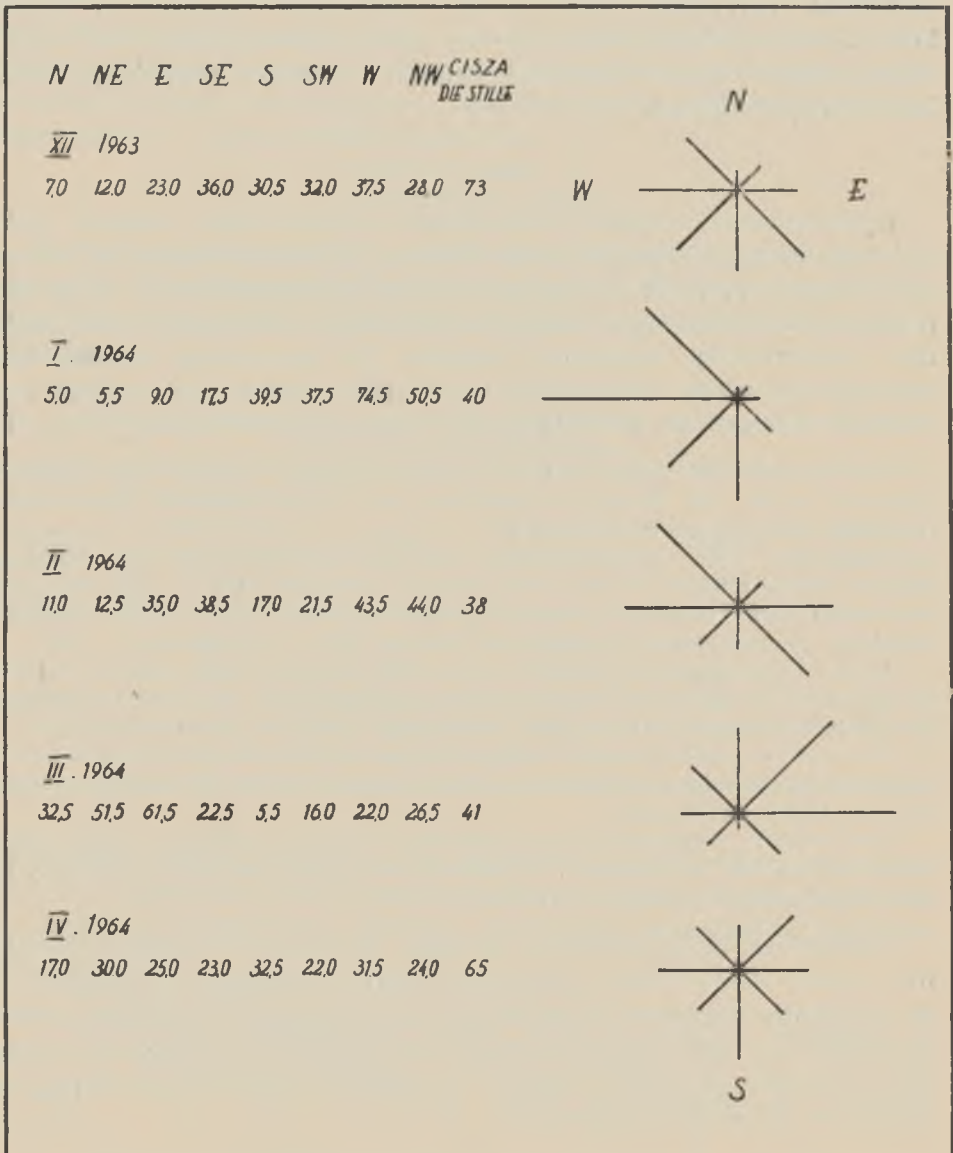 N NE E SE S SW W NW CISZA
DIE STILLE
N
XII 1963
7,0 12,0 23,0 36,0 30,5 32,0 37,5 28,0 73
W E
I. 1964
5,0 5,5 9,0 17,5 39,5 37,5 74,5 50,5 40
II 1964
11,0 12,5 35,0 38,5 17,0 21,5 43,5 44,0 38
III. 1964
32,5 51,5 61,5 22,5 5,5 16,0 22,0 26,5 41
IV. 1964
17,0 30,0 25,0 23,0 32,5 22,0 31,5 24,0 65
S